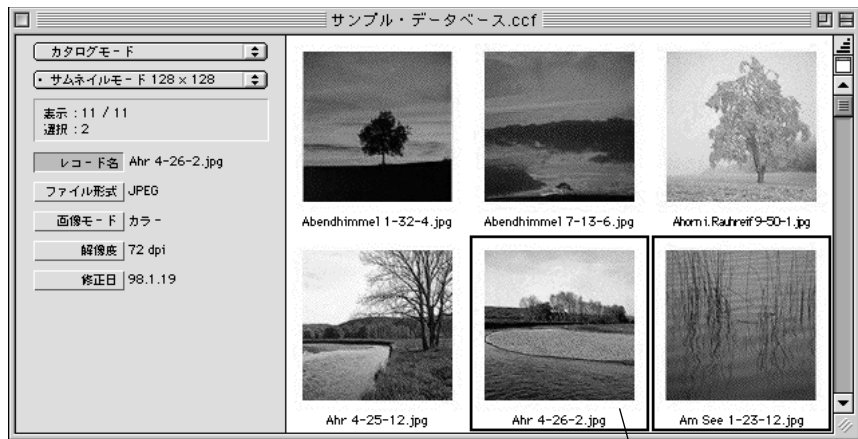 サンプル・データベース.ccf
カタログモード
・サムネイルモード 128 × 128
表示 : 11 / 11
選択 : 2
レコード名 Ahr 4-26-2.jpg
ファイル形式 JPEG
画像モード カラー
解像度 72 dpi
修正日 98.1.19
Abendhimmel 1-32-4.jpg
Abendhimmel 7-13-6.jpg
Ahorn i.Rauhreif 9-50-1.jpg
Ahr 4-25-12.jpg
Ahr 4-26-2.jpg
Am See 1-23-12.jpg